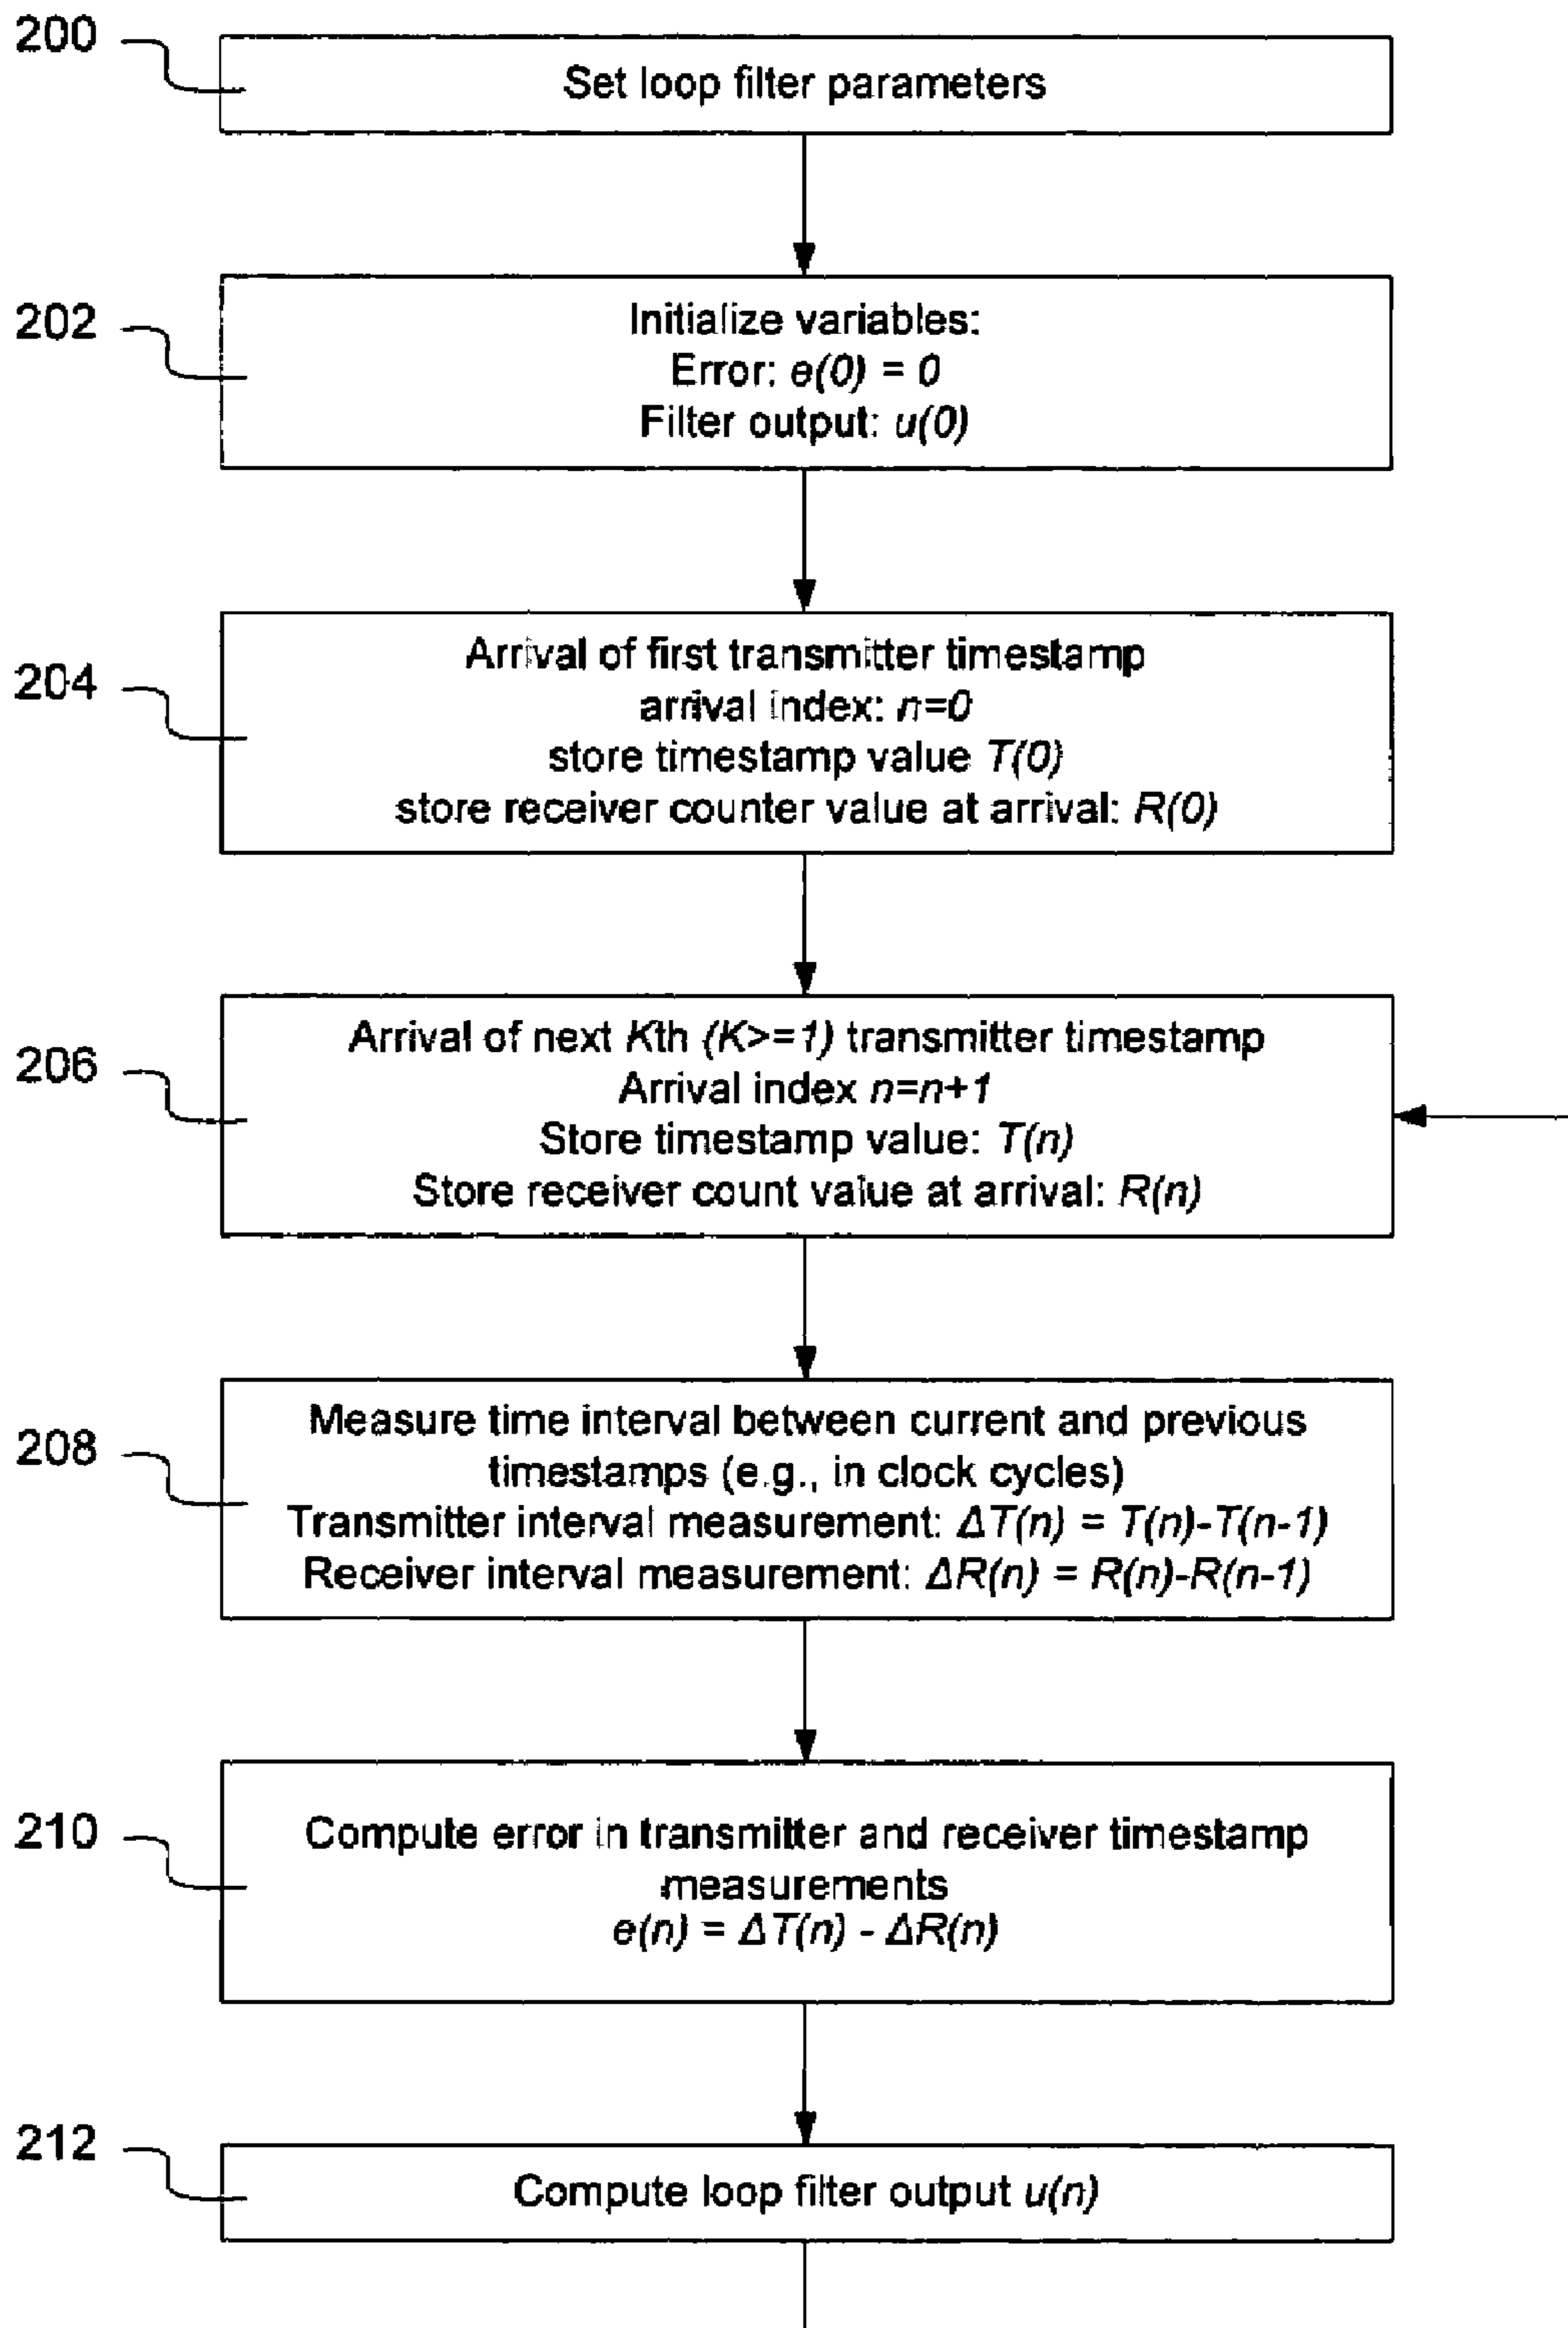 200
Set loop filter parameters
202
Initialize variables:
Error: e(0) = 0
Filter output: u(0)
204
Arrival of first transmitter timestamp
arrival index: n=0
store timestamp value T(0)
store receiver counter value at arrival: R(0)
206
Arrival of next Kth (K>=1) transmitter timestamp
Arrival index n=n+1
Store timestamp value: T(n)
Store receiver count value at arrival: R(n)
208
Measure time interval between current and previous
timestamps (e.g., in clock cycles)
Transmitter interval measurement: ΔT(n) = T(n)-T(n-1)
Receiver interval measurement: ΔR(n) = R(n)-R(n-1)
210
Compute error in transmitter and receiver timestamp
measurements
e(n) = ΔT(n) - ΔR(n)
212
Compute loop filter output u(n)